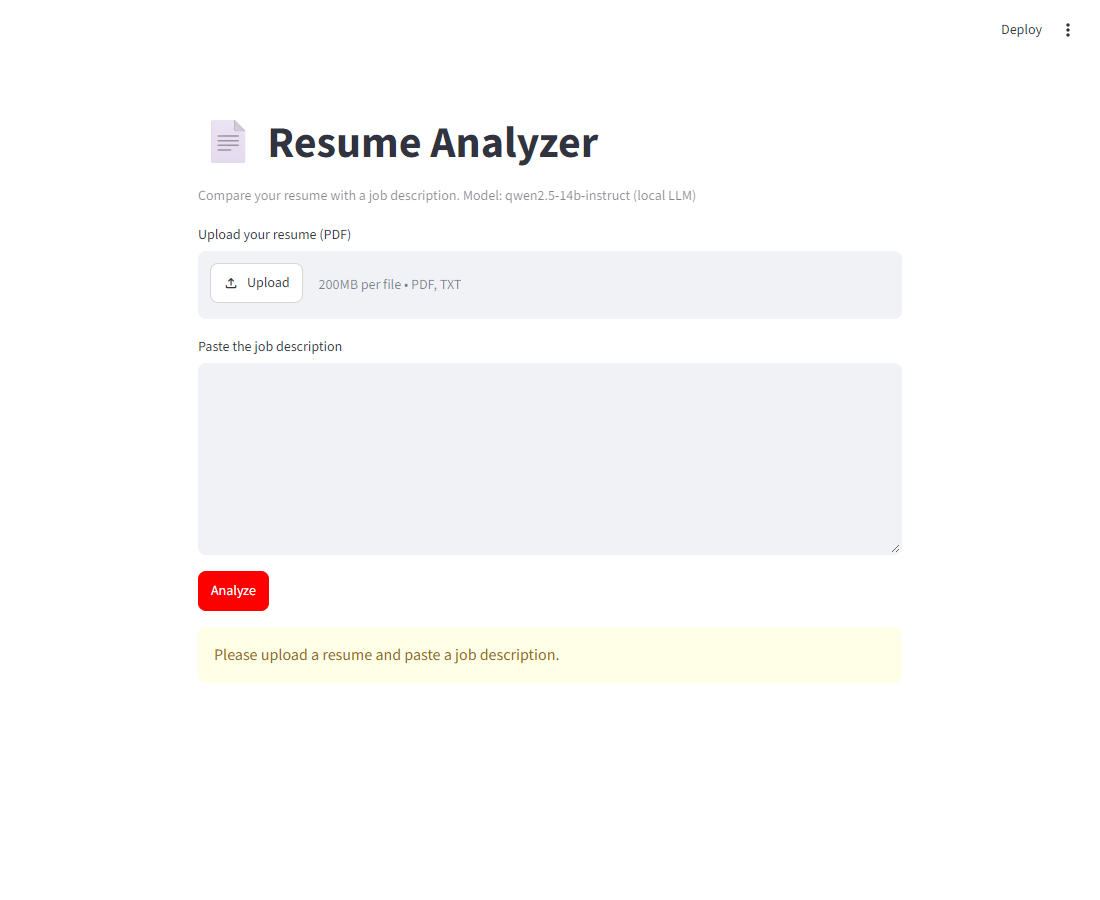 Deploy
Resume Analyzer
Compare your resume with a job description. Model: qwen2.5-14b-instruct (local LLM)
Upload your resume (PDF)
Upload
200MB per file • PDF, TXT
Paste the job description
Analyze
Please upload a resume and paste a job description.